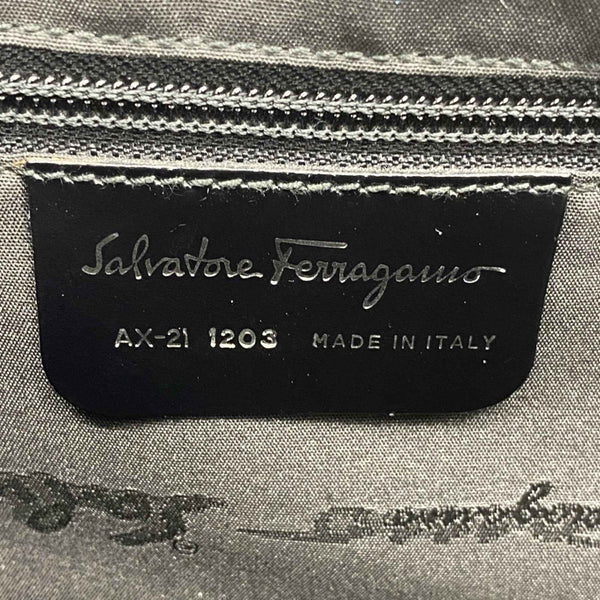 Salvatore Ferragamo
AX-21 1203 MADE IN ITALY